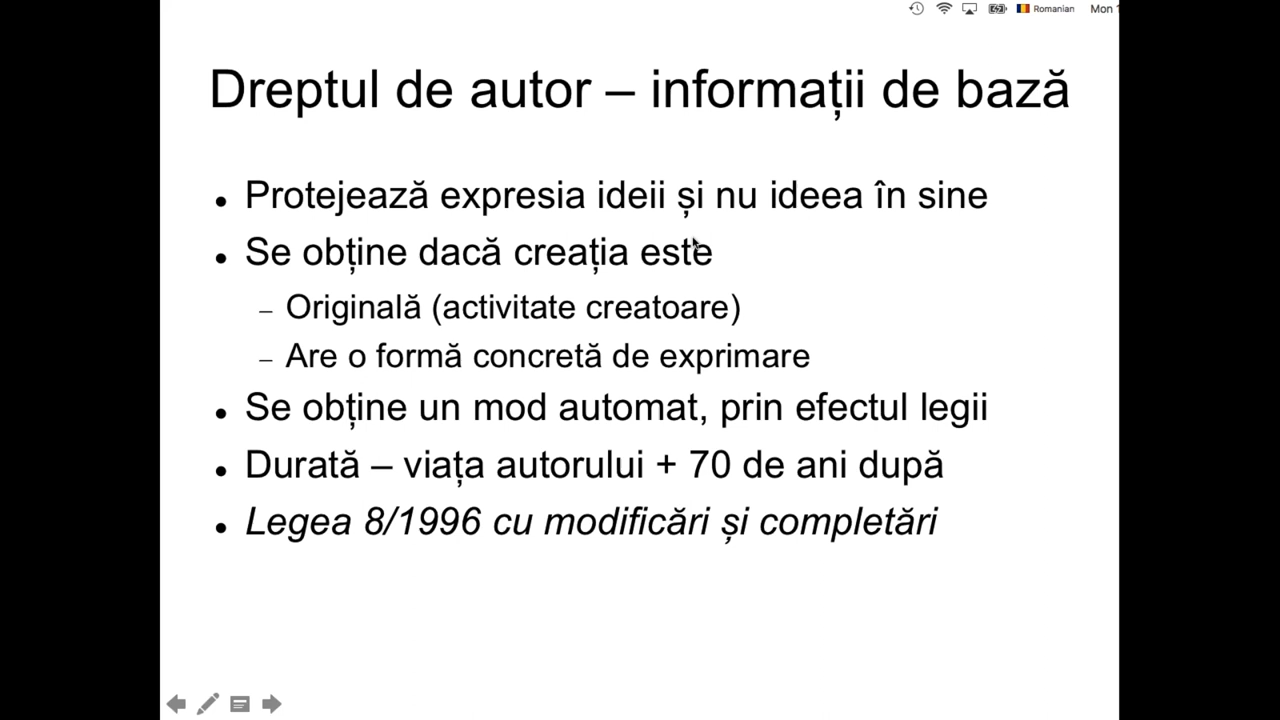 Romanian Mon
Dreptul de autor – informații de bază
Protejează expresia ideii și nu ideea în sine
Se obține dacă creația este
– Originală (activitate creatoare)
– Are o formă concretă de exprimare
Se obține un mod automat, prin efectul legii
Durată – viața autorului + 70 de ani după
Legea 8/1996 cu modificări și completări